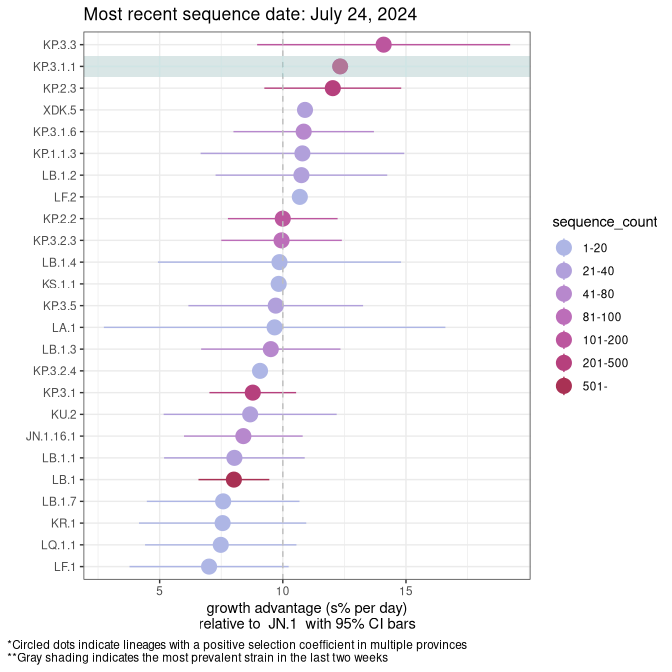 Most recent sequence date: July 24, 2024
KP.3.3
KP.3.1.1
KP.2.3
XDK.5
KP.3.1.6
KP.1.1.3
LB.1.2
LF.2
KP.2.2
KP.3.2.3
LB.1.4
KS.1.1
KP.3.5
LA.1
LB.1.3
KP.3.2.4
KP.3.1
KU.2
JN.1.16.1
LB.1.1
LB.1
LB.1.7
KR.1
LQ.1.1
LF.1
5 10 15
growth advantage (s% per day)
relative to JN.1 with 95% CI bars
sequence_count
1-20
21-40
41-80
81-100
101-200
201-500
501-
*Circled dots indicate lineages with a positive selection coefficient in multiple provinces
**Gray shading indicates the most prevalent strain in the last two weeks